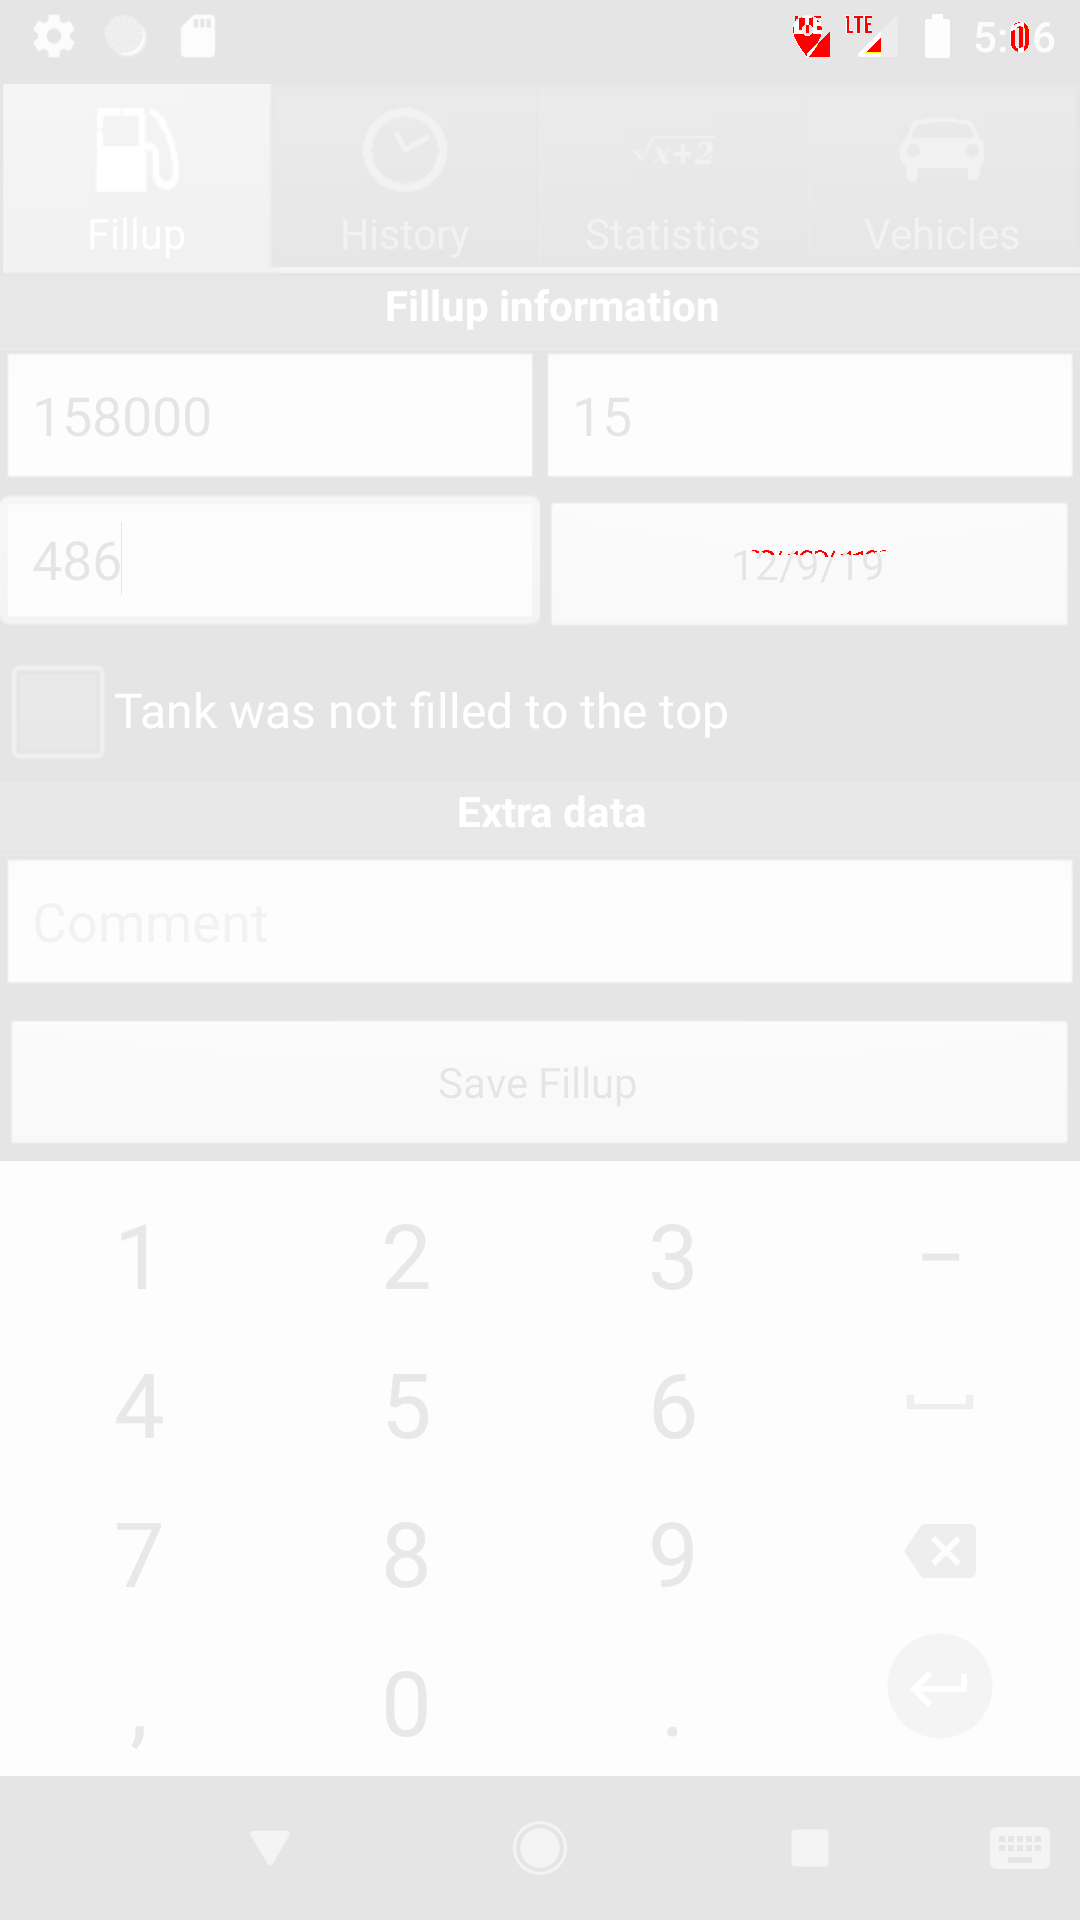 LTE 5:06
Fillup History √x+2 Statistics Vehicles
Fillup information
158000 15
486 12/9/19
Tank was not filled to the top
Extra data
Comment
Save Fillup
1 2 3 –
4 5 6
7 8 9
, 0 .